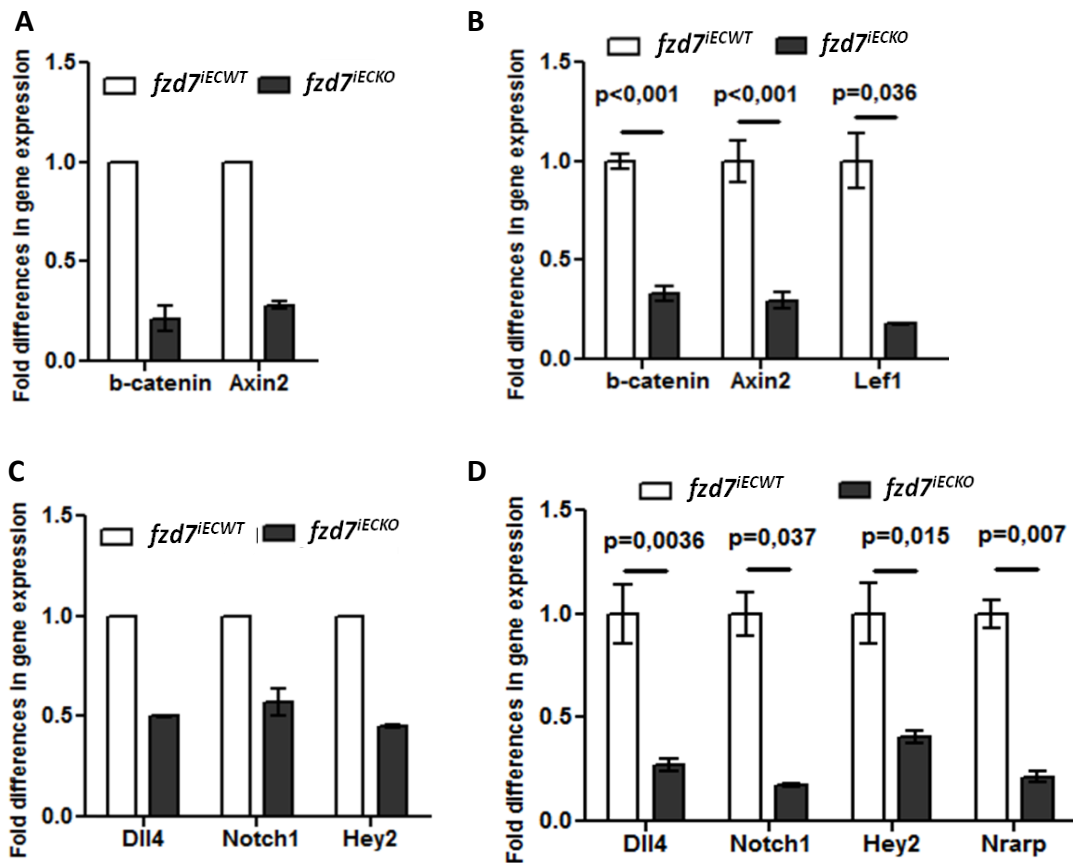 A
Fold differences in gene expression
1.5
1.0
0.5
0.0
fzd7iECWT fzd7iECKO
b-catenin Axin2
B
Fold differences in gene expression
1.5
1.0
0.5
0.0
fzd7iECWT fzd7iECKO
p<0,001 p<0,001 p=0,036
b-catenin Axin2 Lef1
C
Fold differences in gene expression
1.5
1.0
0.5
0.0
fzd7iECWT fzd7iECKO
Dll4 Notch1 Hey2
D
Fold differences in gene expression
1.5
1.0
0.5
0.0
fzd7iECWT fzd7iECKO
p=0,0036 p=0,037 p=0,015 p=0,007
Dll4 Notch1 Hey2 Nrarp